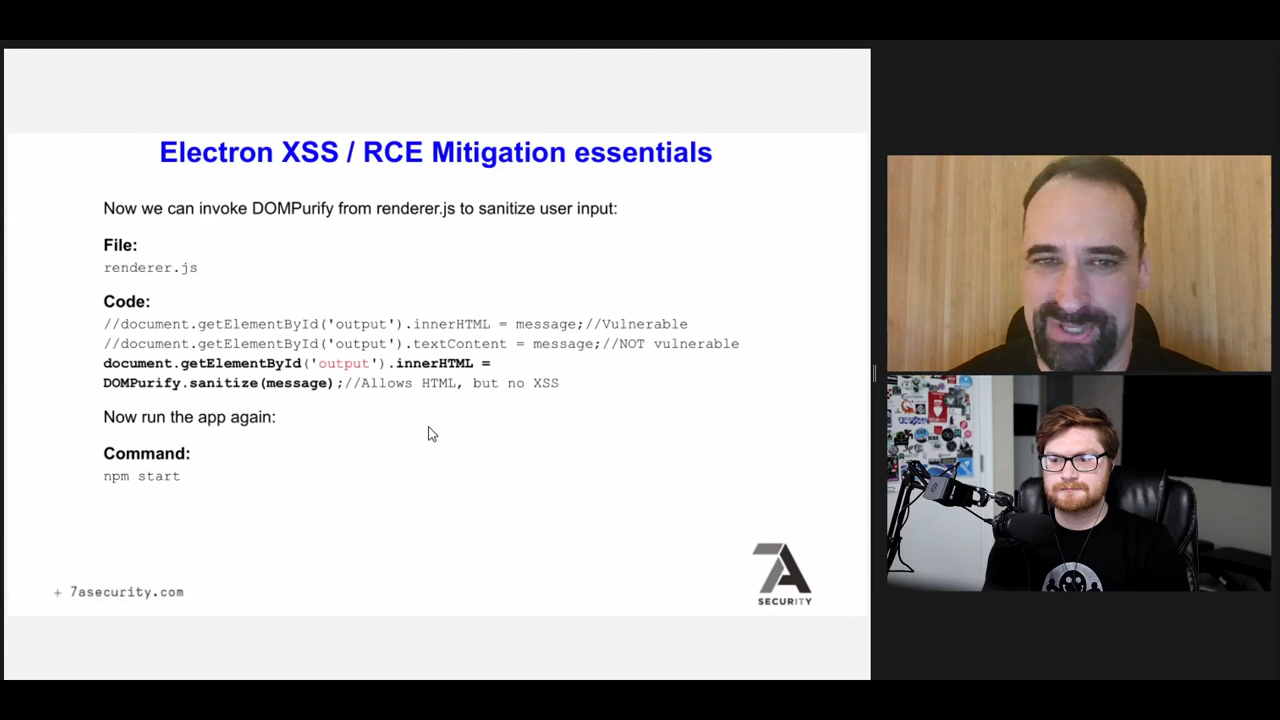 Electron XSS / RCE Mitigation essentials
Now we can invoke DOMPurify from renderer.js to sanitize user input:
File:
renderer.js
Code:
//document.getElementById('output').innerHTML = message;//Vulnerable
//document.getElementById('output').textContent = message;//NOT vulnerable
document.getElementById('output').innerHTML =
DOMPurify.sanitize(message);//Allows HTML, but no XSS
Now run the app again:
Command:
npm start
+ 7asecurity.com
7A
SECURITY